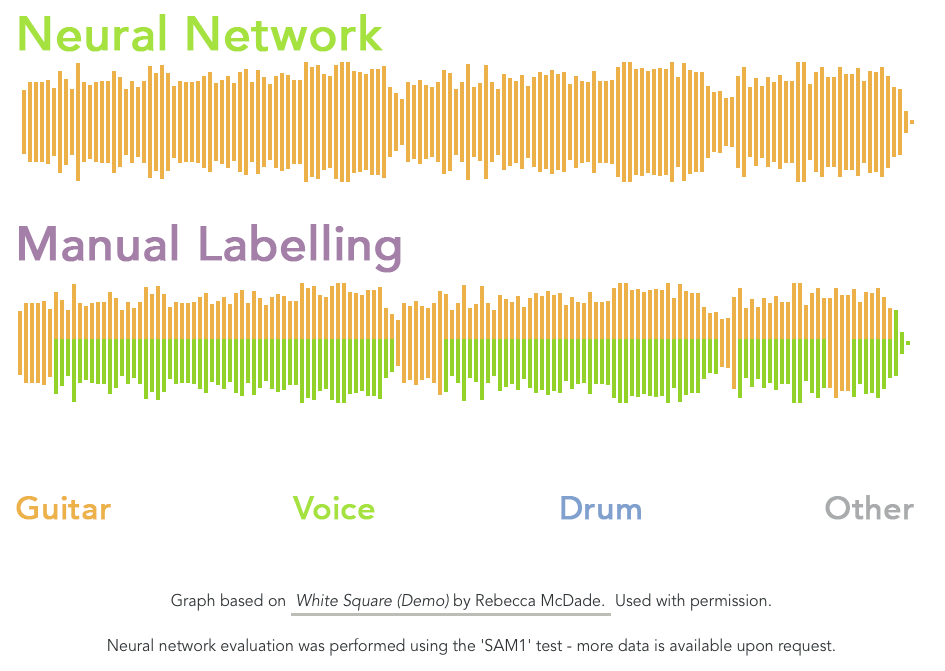 Neural Network
Manual Labelling
Guitar Voice Drum Other
Graph based on White Square (Demo) by Rebecca McDade. Used with permission.
Neural network evaluation was performed using the 'SAM1' test - more data is available upon request.